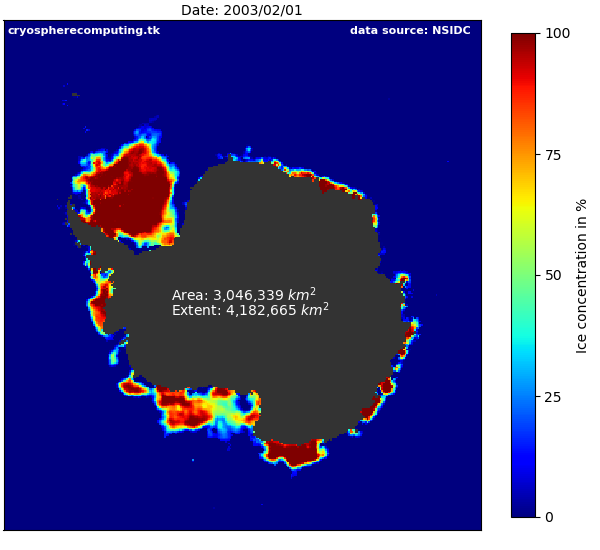 Date: 2003/02/01
cryospherecomputing.tk
data source: NSIDC
Area: 3,046,339 km²
Extent: 4,182,665 km²
100
75
50
25
0
Ice concentration in %